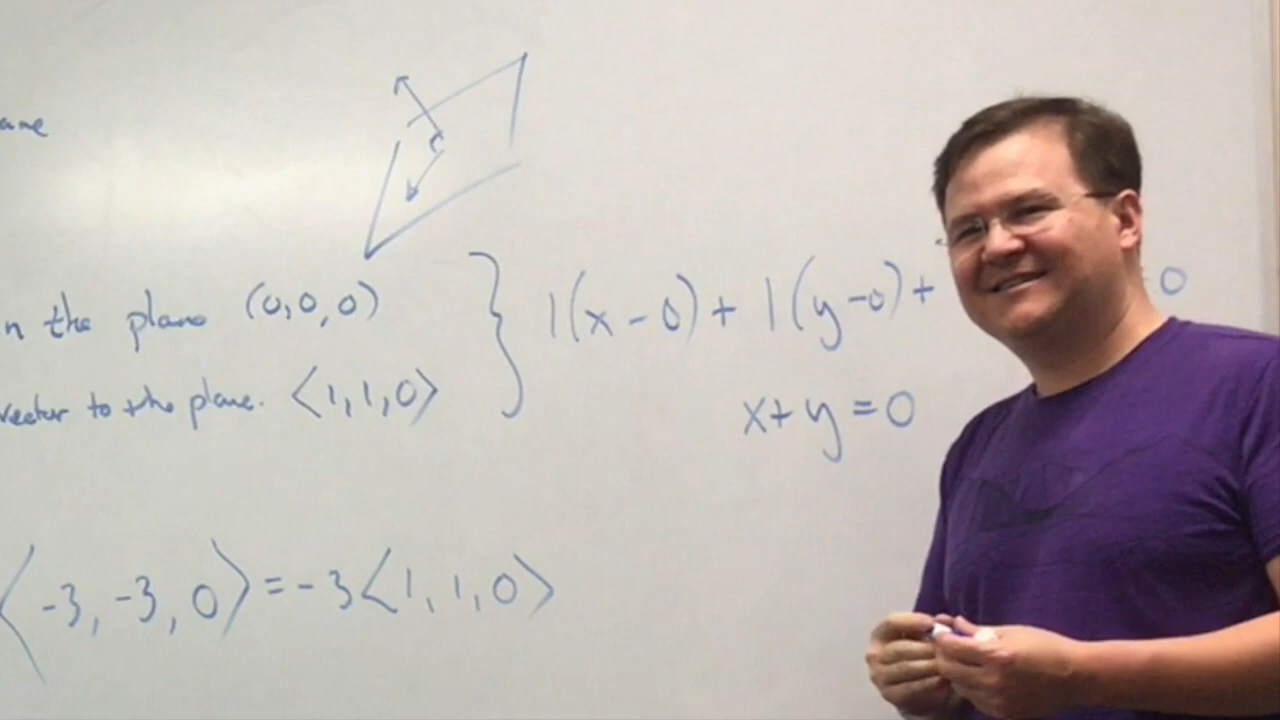 ane
n the plane (0,0,0)
vector to the plane. <1,1,0>
} 1(x-0) + 1(y-0) + 0
x+y=0
<-3, -3, 0> = -3<1, 1, 0>